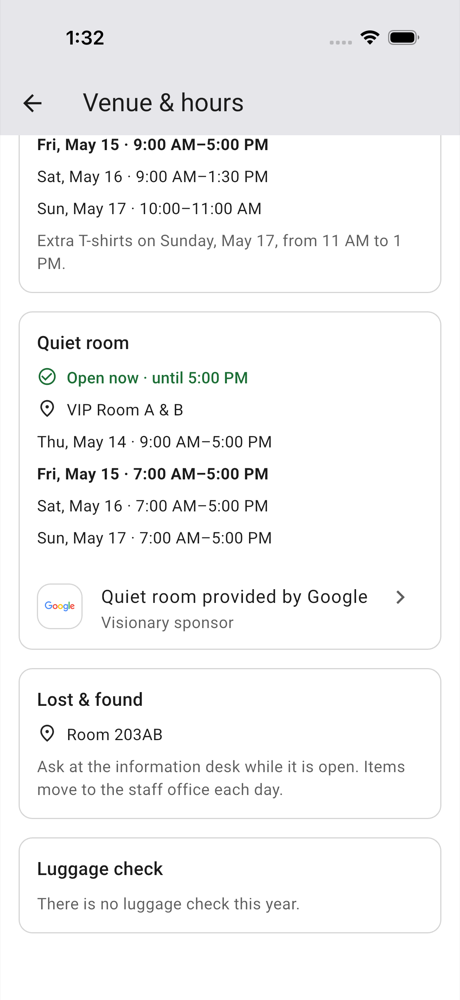 1:32
Venue & hours
Fri, May 15 · 9:00 AM–5:00 PM
Sat, May 16 · 9:00 AM–1:30 PM
Sun, May 17 · 10:00–11:00 AM
Extra T-shirts on Sunday, May 17, from 11 AM to 1
PM.
Quiet room
Open now · until 5:00 PM
VIP Room A & B
Thu, May 14 · 9:00 AM–5:00 PM
Fri, May 15 · 7:00 AM–5:00 PM
Sat, May 16 · 7:00 AM–5:00 PM
Sun, May 17 · 7:00 AM–5:00 PM
Google
Quiet room provided by Google
Visionary sponsor
Lost & found
Room 203AB
Ask at the information desk while it is open. Items
move to the staff office each day.
Luggage check
There is no luggage check this year.